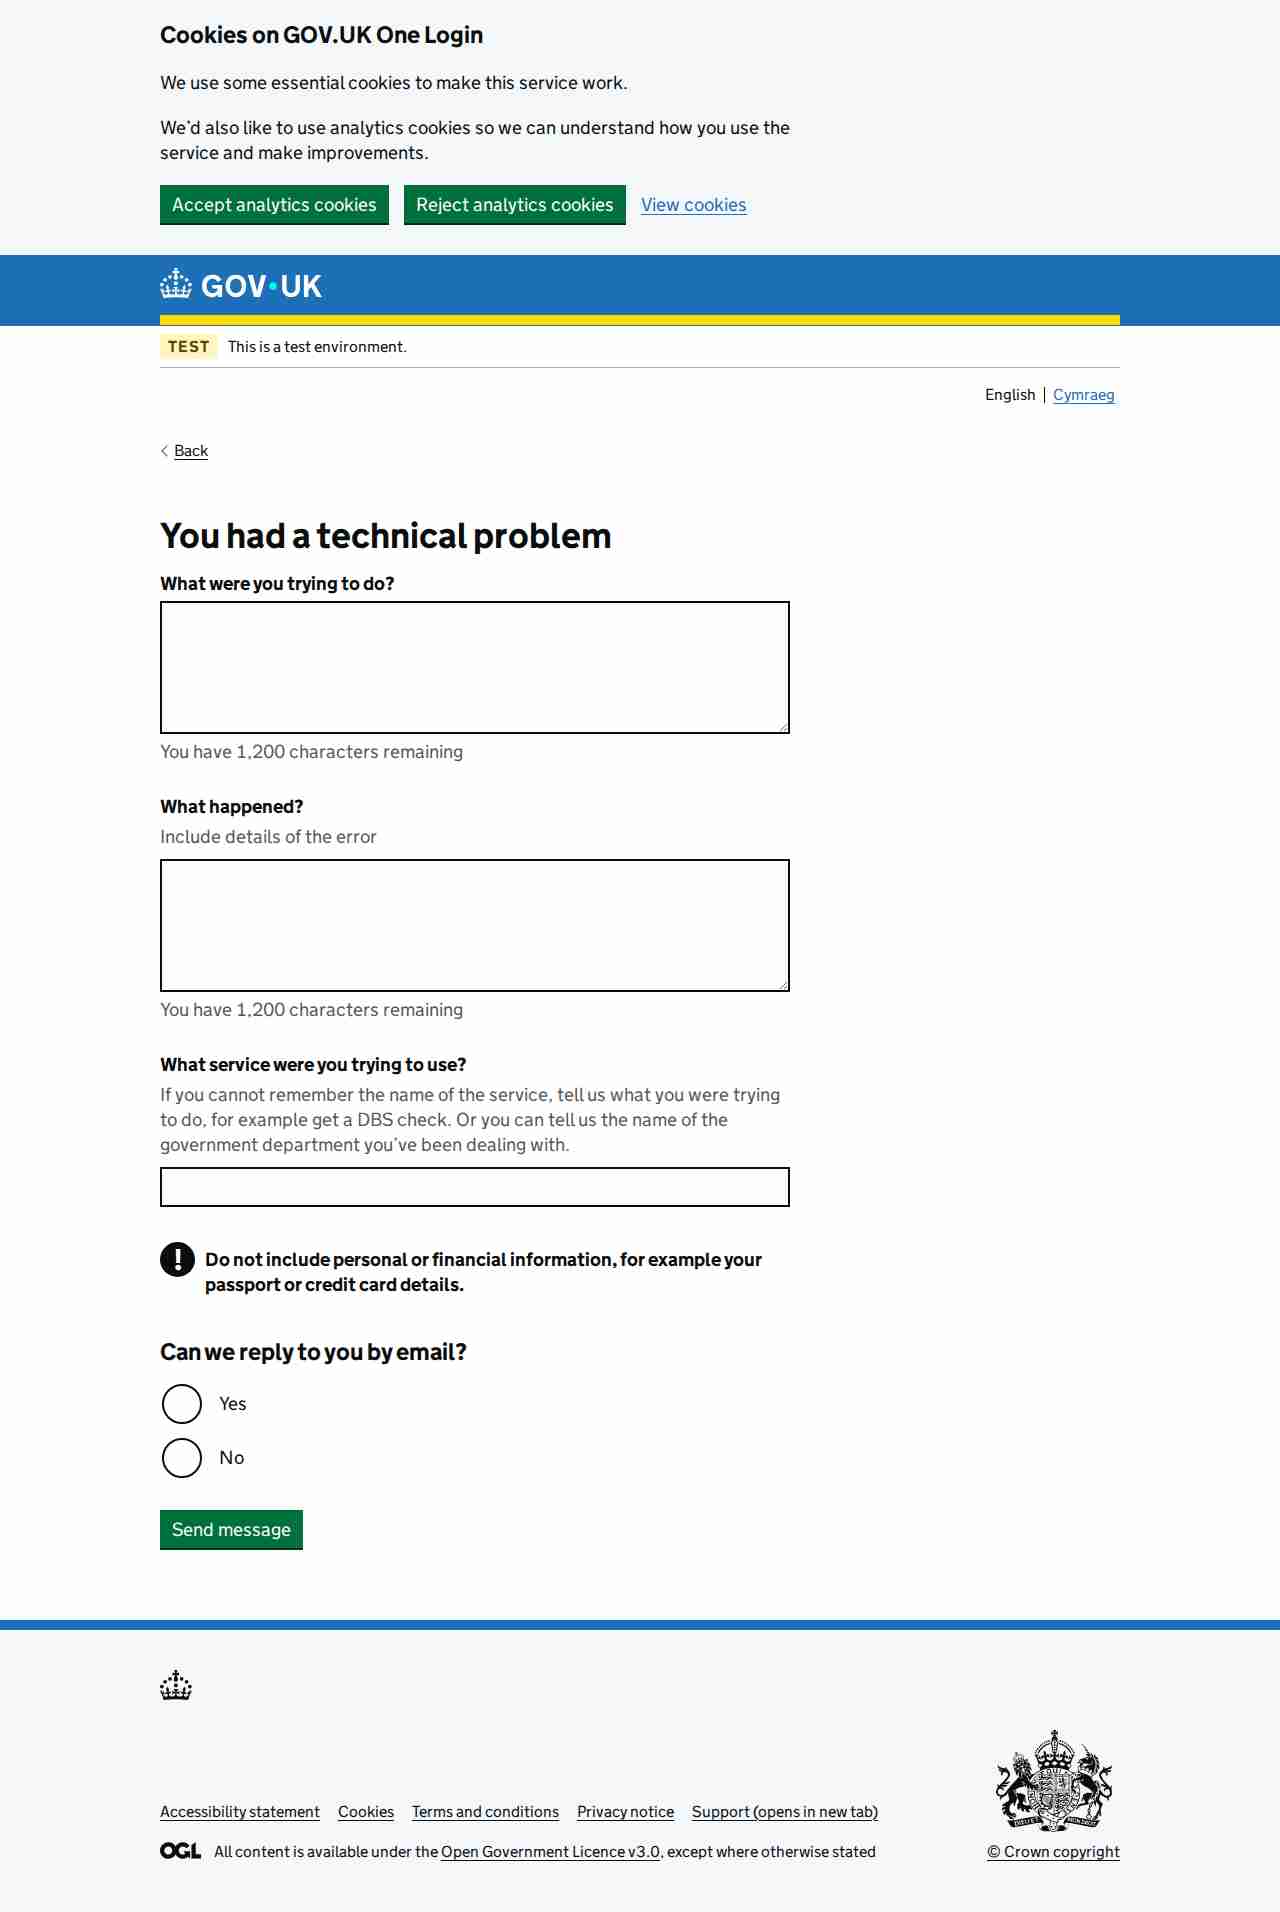 Cookies on GOV.UK One Login
We use some essential cookies to make this service work.
We'd also like to use analytics cookies so we can understand how you use the
service and make improvements.
Accept analytics cookies Reject analytics cookies View cookies
GOV·UK
TEST This is a test environment.
English Cymraeg
Back
You had a technical problem
What were you trying to do?
You have 1,200 characters remaining
What happened?
Include details of the error
You have 1,200 characters remaining
What service were you trying to use?
If you cannot remember the name of the service, tell us what you were trying
to do, for example get a DBS check. Or you can tell us the name of the
government department you've been dealing with.
! Do not include personal or financial information, for example your
passport or credit card details.
Can we reply to you by email?
Yes
No
Send message
Accessibility statement Cookies Terms and conditions Privacy notice Support (opens in new tab)
OGL All content is available under the Open Government Licence v3.0, except where otherwise stated
© Crown copyright